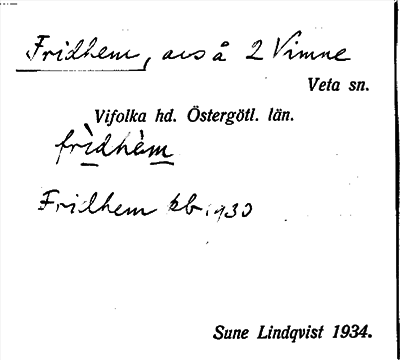 Fridhem, avs å 2 Vimne
Veta sn.
Vifolka hd. Östergötl. län.
frìdhèm
Fridhem kb. 1930
Sune Lindqvist 1934.